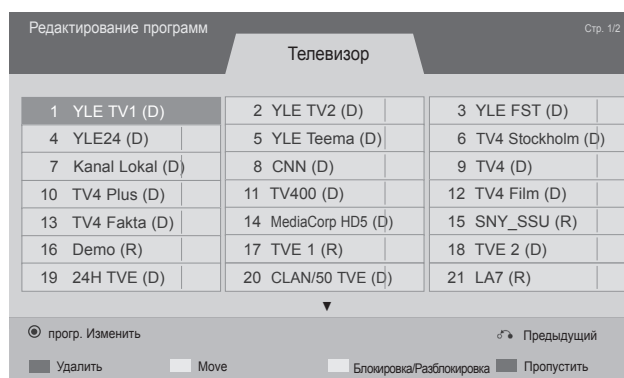 Редактирование программ Стр. 1/2
Телевизор
1 YLE TV1 (D) 2 YLE TV2 (D) 3 YLE FST (D)
4 YLE24 (D) 5 YLE Teema (D) 6 TV4 Stockholm (D)
7 Kanal Lokal (D) 8 CNN (D) 9 TV4 (D)
10 TV4 Plus (D) 11 TV400 (D) 12 TV4 Film (D)
13 TV4 Fakta (D) 14 MediaCorp HD5 (D) 15 SNY_SSU (R)
16 Demo (R) 17 TVE 1 (R) 18 TVE 2 (D)
19 24H TVE (D) 20 CLAN/50 TVE (D) 21 LA7 (R)
прогр. Изменить Предыдущий
Удалить Move Блокировка/Разблокировка Пропустить